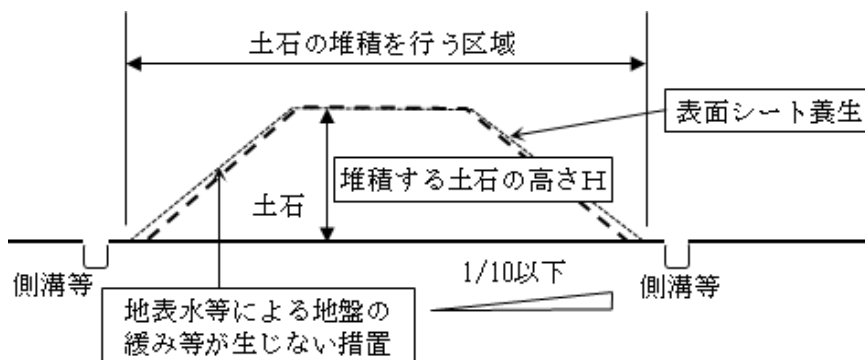 土石の堆積を行う区域
表面シート養生
堆積する土石の高さH
土石
側溝等
1/10以下
側溝等
地表水等による地盤の
緩み等が生じない措置